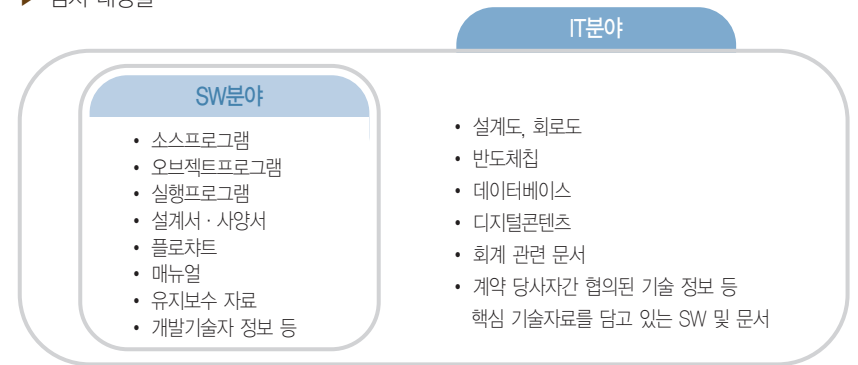 IT분야
SW분야
• 소스프로그램
• 오브젝트프로그램
• 실행프로그램
• 설계서 · 사양서
• 플로챠트
• 매뉴얼
• 유지보수 자료
• 개발기술자 정보 등
• 설계도, 회로도
• 반도체칩
• 데이터베이스
• 디지털콘텐츠
• 회계 관련 문서
• 계약 당사자간 협의된 기술 정보 등
핵심 기술자료를 담고 있는 SW 및 문서